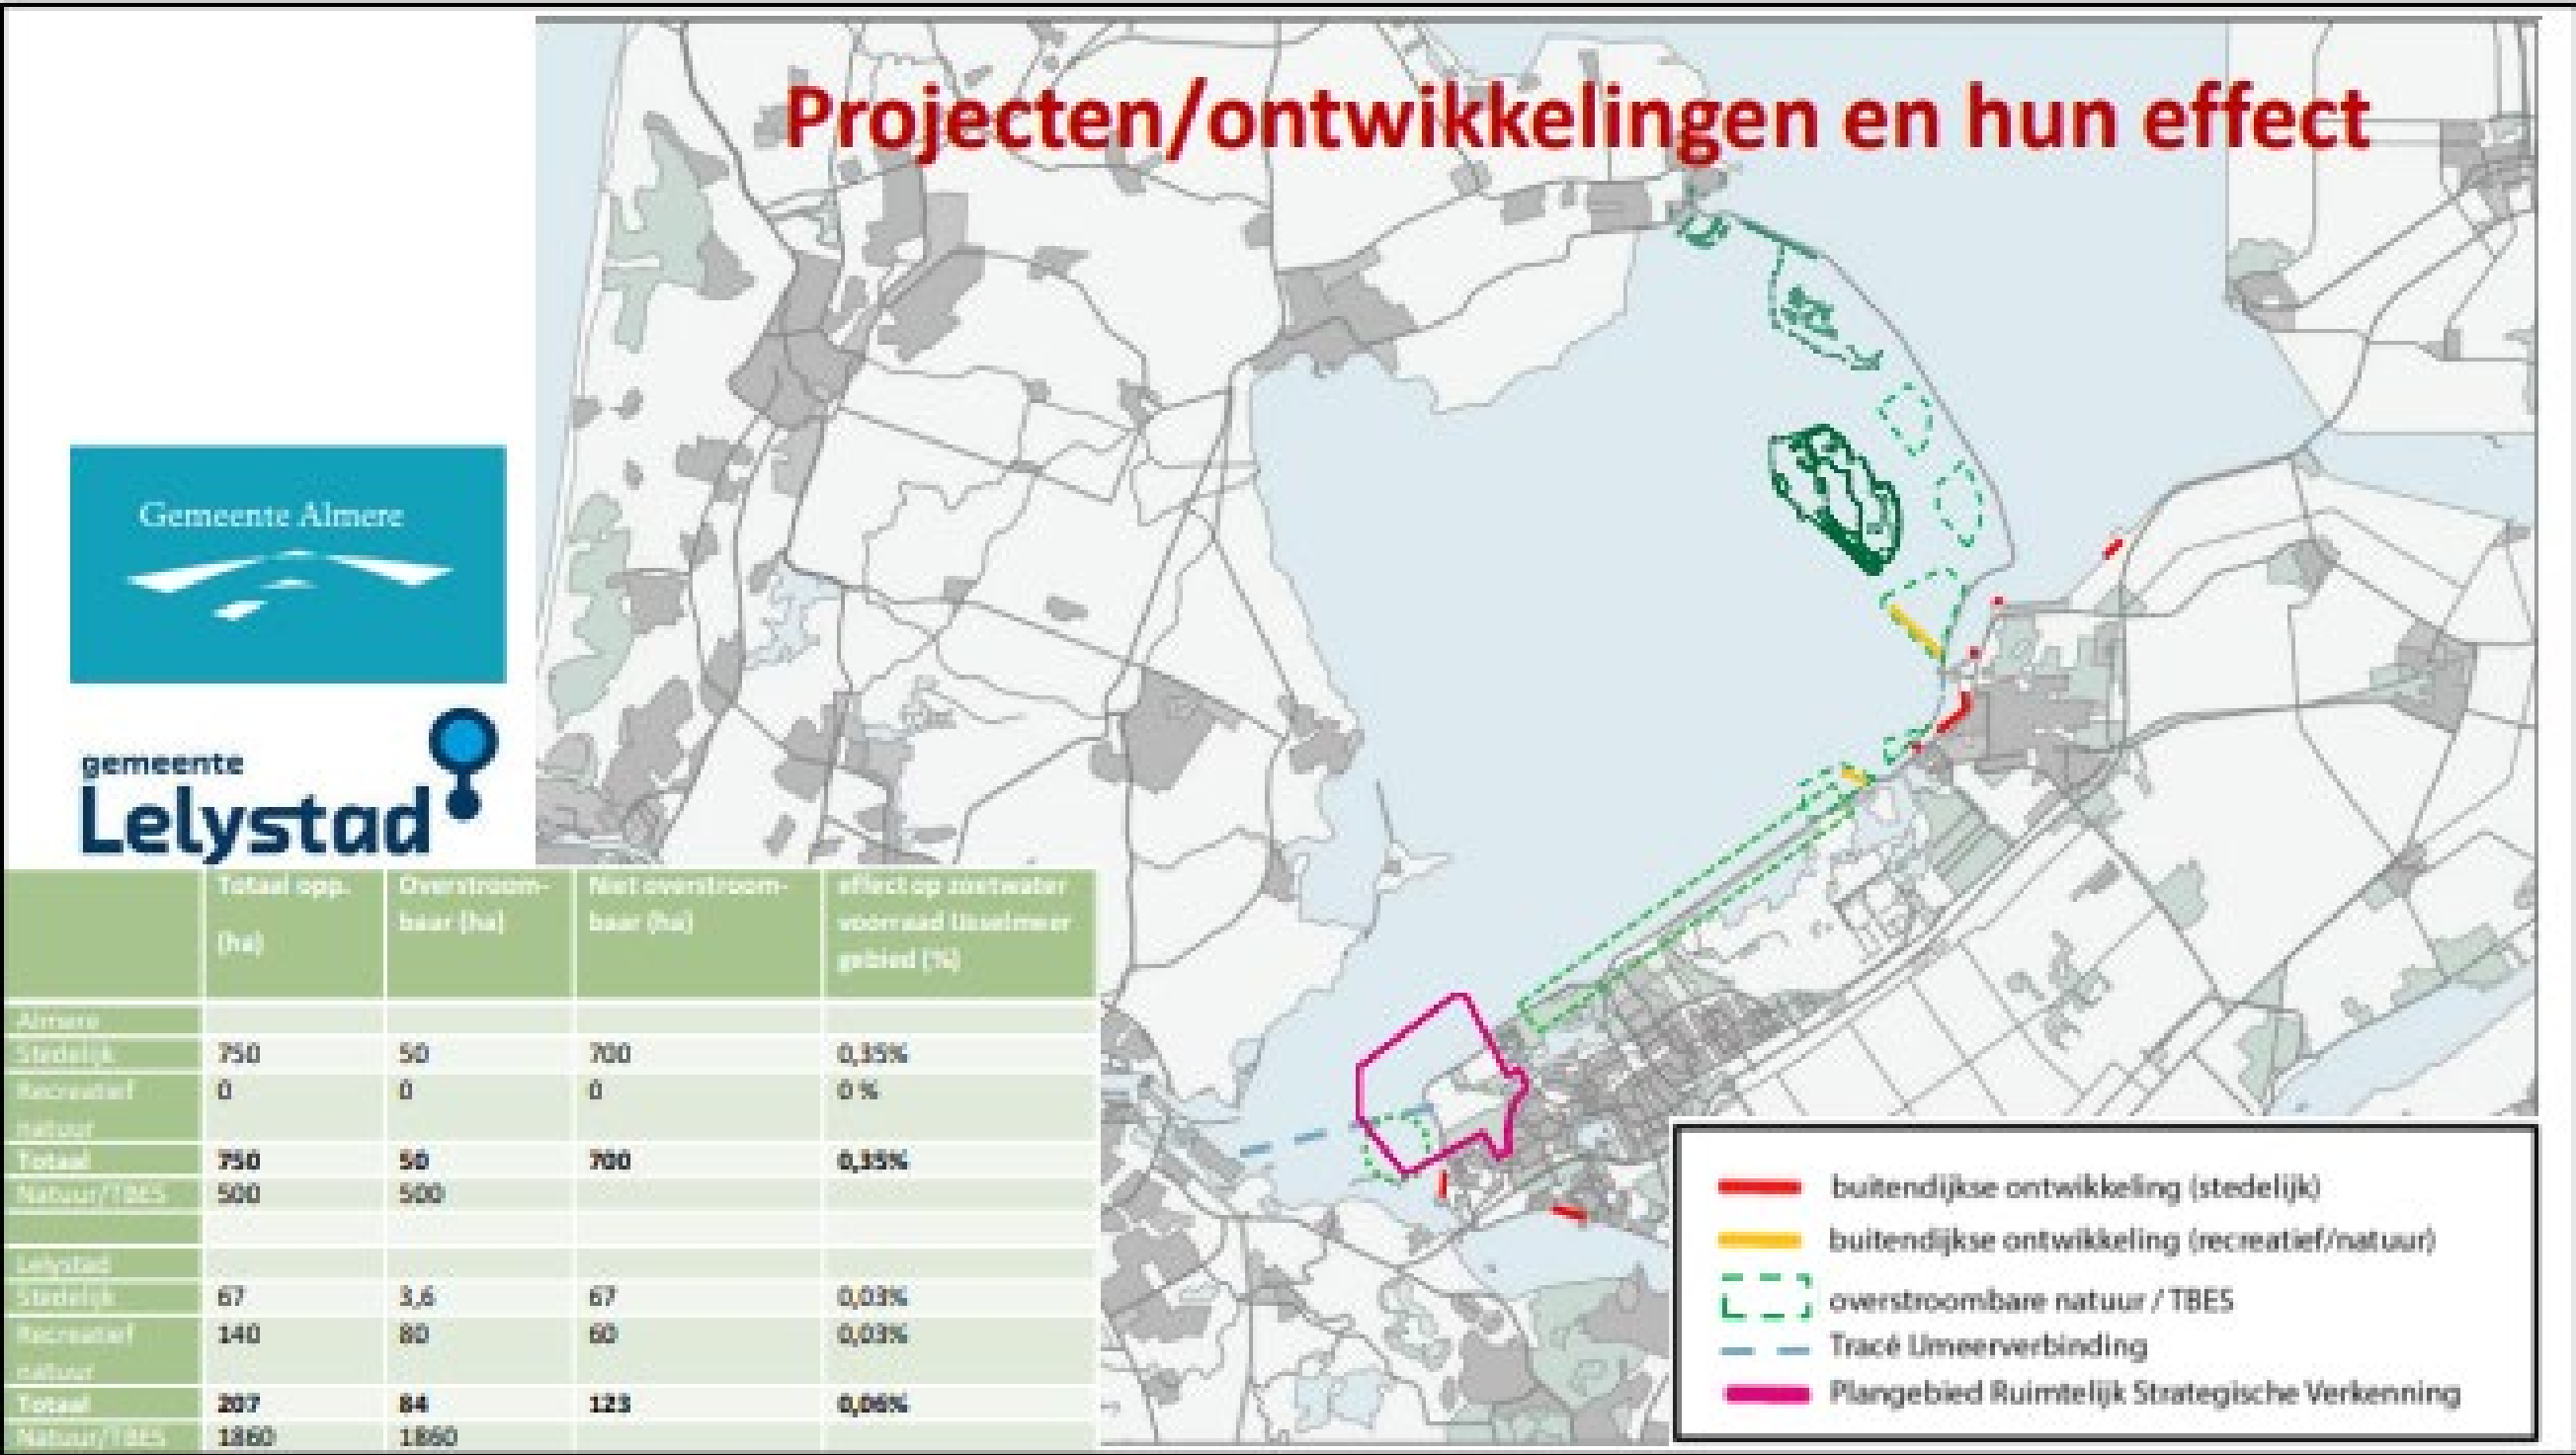 Projecten/ontwikkelingen en hun effect
Gemeente Almere
gemeente
Lelystad
Totaal opp. (ha) Overstroom-baar (ha) Niet overstroom-baar (ha) effect op zoetwater voorraad IJsselmeer gebied (%)
Almere
Stedelijk 750 50 700 0,35%
Recreatief natuur 0 0 0 0 %
Totaal 750 50 700 0,35%
Natuur/TBES 500 500
Lelystad
Stedelijk 67 3,6 67 0,03%
Recreatief natuur 140 80 60 0,03%
Totaal 207 84 123 0,06%
Natuur/TBES 1860 1860
buitendijkse ontwikkeling (stedelijk)
buitendijkse ontwikkeling (recreatief/natuur)
overstroombare natuur / TBES
Tracé IJmeerverbinding
Plangebied Ruimtelijk Strategische Verkenning